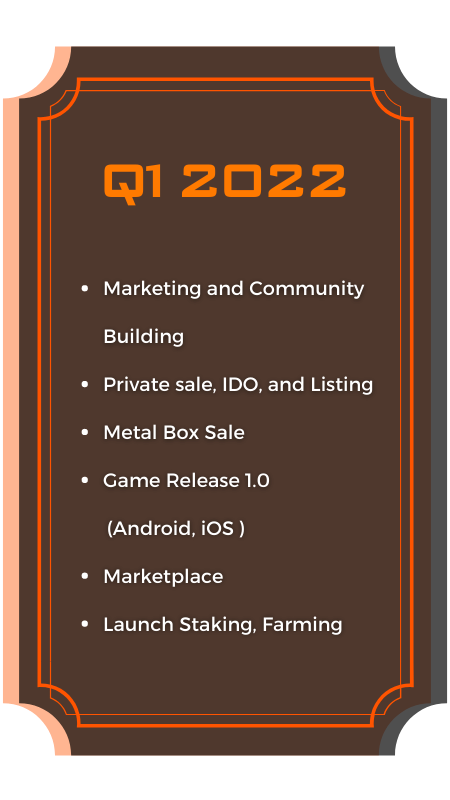 Q1 2022
• Marketing and Community
Building
• Private sale, IDO, and Listing
• Metal Box Sale
• Game Release 1.0
(Android, iOS )
• Marketplace
• Launch Staking, Farming